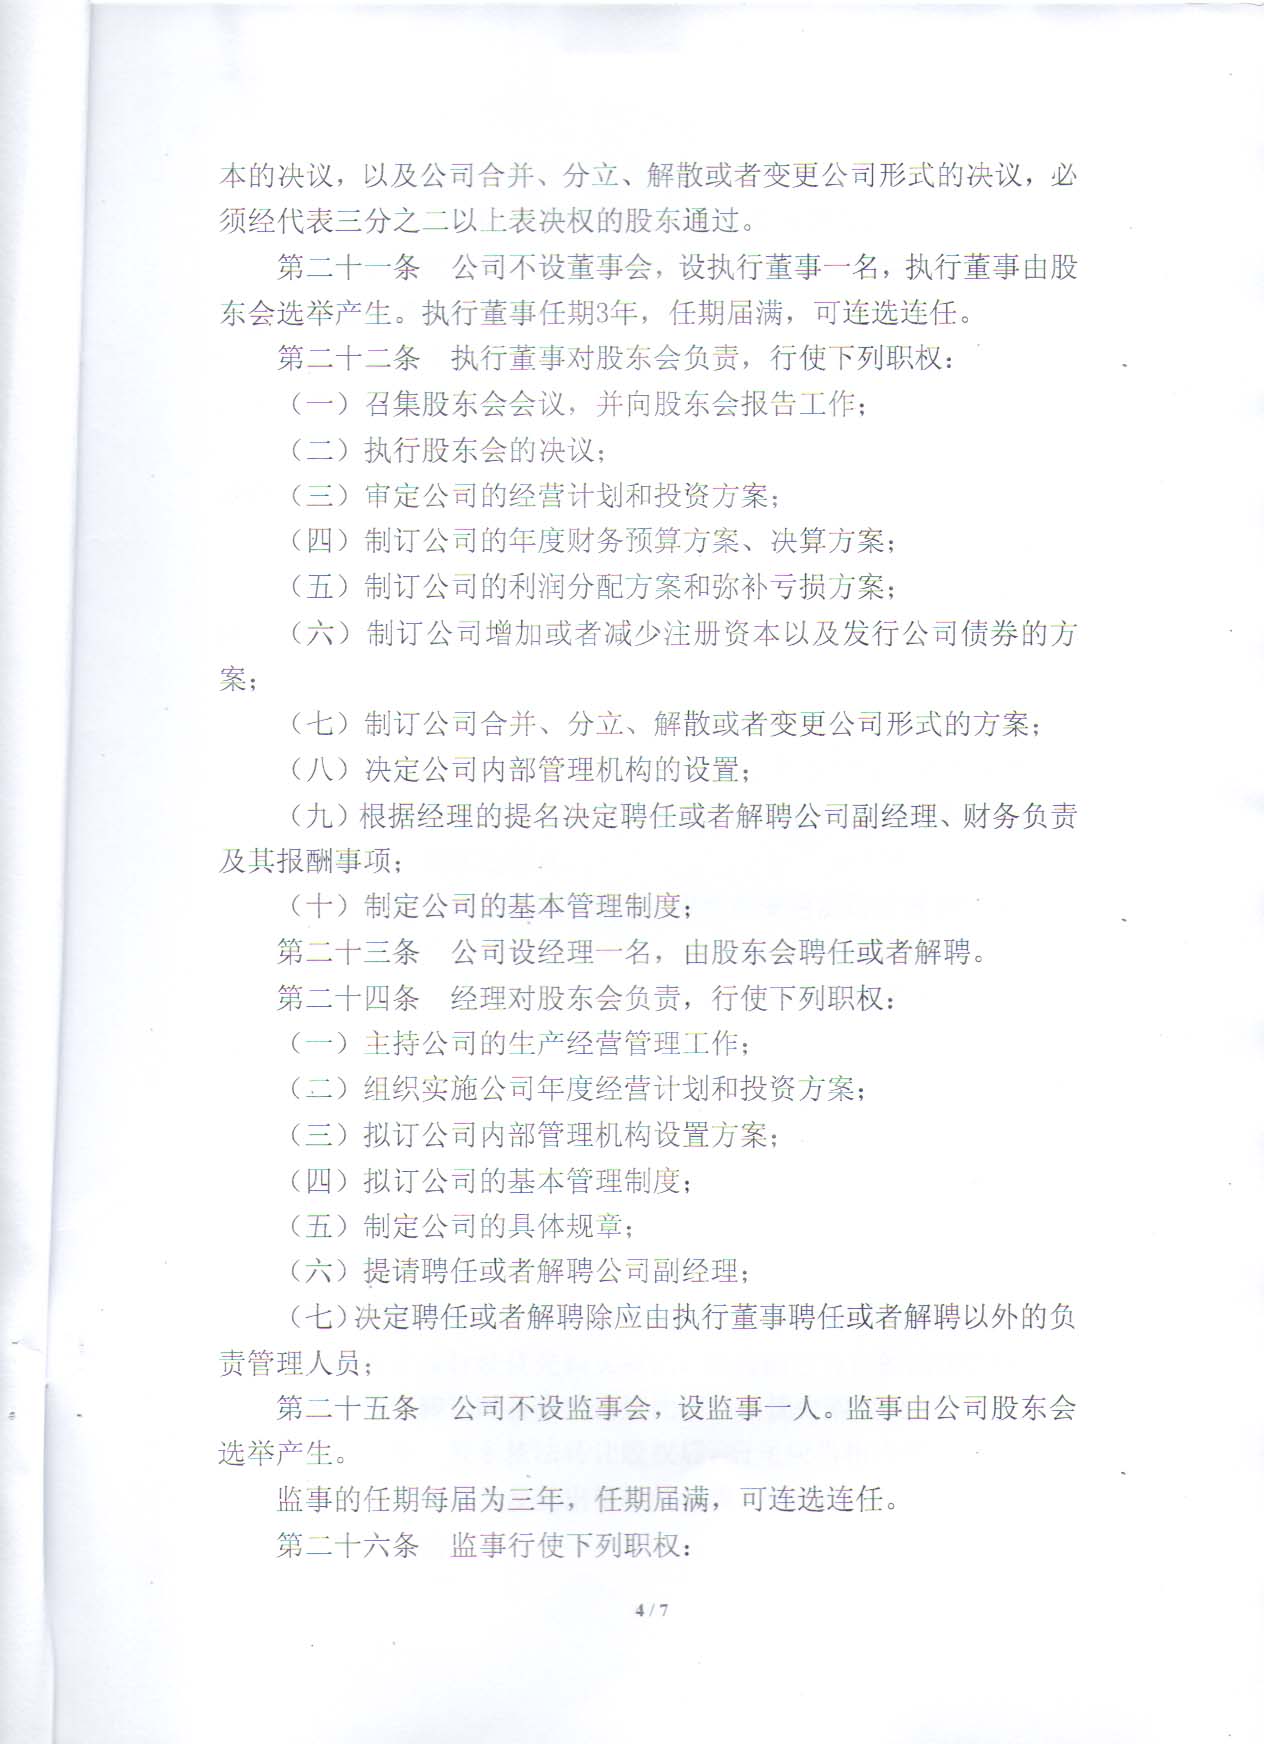 本的决议，以及公司合并、分立、解散或者变更公司形式的决议，必
须经代表三分之二以上表决权的股东通过。
第二十一条　公司不设董事会，设执行董事一名，执行董事由股
东会选举产生。执行董事任期3年，任期届满，可连选连任。
第二十二条　执行董事对股东会负责，行使下列职权：
（一）召集股东会会议，并向股东会报告工作；
（二）执行股东会的决议；
（三）审定公司的经营计划和投资方案；
（四）制订公司的年度财务预算方案、决算方案；
（五）制订公司的利润分配方案和弥补亏损方案；
（六）制订公司增加或者减少注册资本以及发行公司债券的方
案；
（七）制订公司合并、分立、解散或者变更公司形式的方案；
（八）决定公司内部管理机构的设置；
（九）根据经理的提名决定聘任或者解聘公司副经理、财务负责
及其报酬事项；
（十）制定公司的基本管理制度；
第二十三条　公司设经理一名，由股东会聘任或者解聘。
第二十四条　经理对股东会负责，行使下列职权：
（一）主持公司的生产经营管理工作；
（二）组织实施公司年度经营计划和投资方案；
（三）拟订公司内部管理机构设置方案；
（四）拟订公司的基本管理制度；
（五）制定公司的具体规章；
（六）提请聘任或者解聘公司副经理；
（七）决定聘任或者解聘除应由执行董事聘任或者解聘以外的负
责管理人员；
第二十五条　公司不设监事会，设监事一人。监事由公司股东会
选举产生。
监事的任期每届为三年，任期届满，可连选连任。
第二十六条　监事行使下列职权：
4 / 7